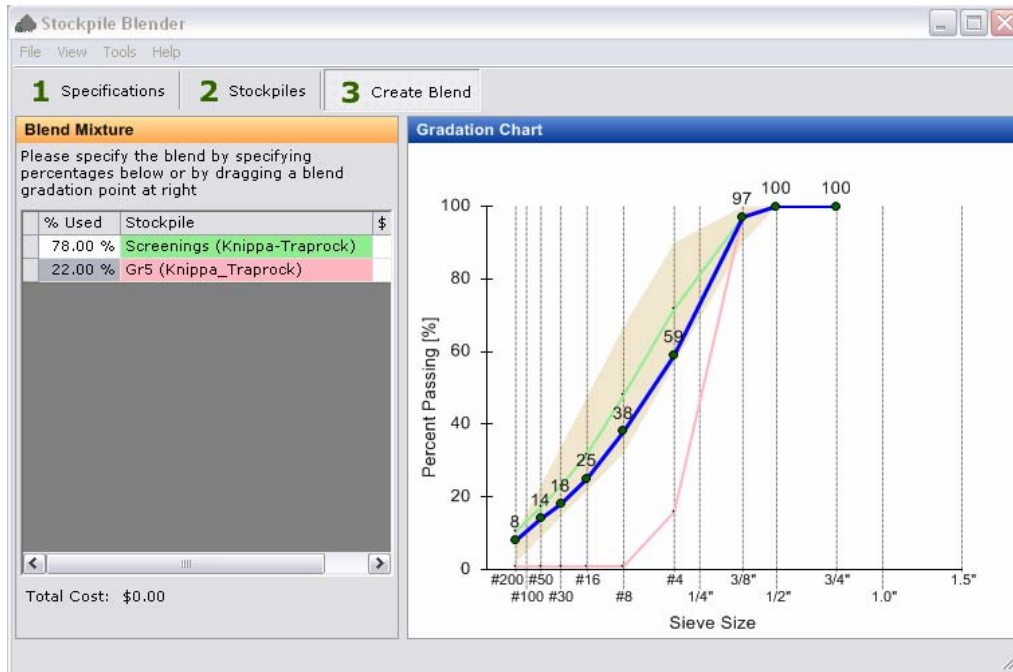 Stockpile Blender
File View Tools Help
1 Specifications 2 Stockpiles 3 Create Blend
Blend Mixture
Please specify the blend by specifying
percentages below or by dragging a blend
gradation point at right
% Used Stockpile $
78.00 % Screenings (Knippa-Traprock)
22.00 % Gr5 (Knippa_Traprock)
Total Cost: $0.00
Gradation Chart
97 100 100
100
80
60
40
20
0
59
38
25
18
14
8
Percent Passing [%]
#200 #50 #16 #4 3/8" 3/4" 1.5"
#100 #30 #8 1/4" 1/2" 1.0"
Sieve Size